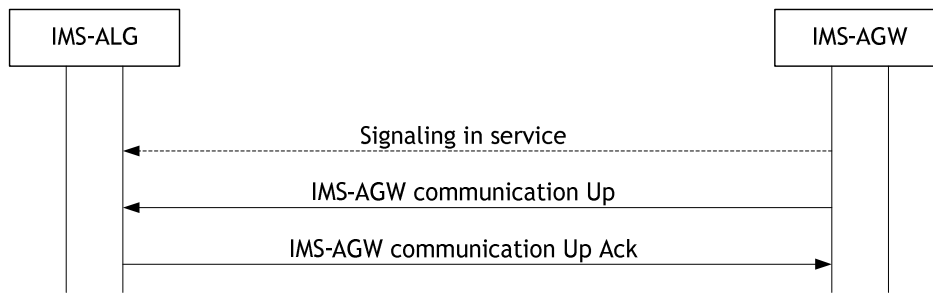 IMS-ALG
IMS-AGW
Signaling in service
IMS-AGW communication Up
IMS-AGW communication Up Ack